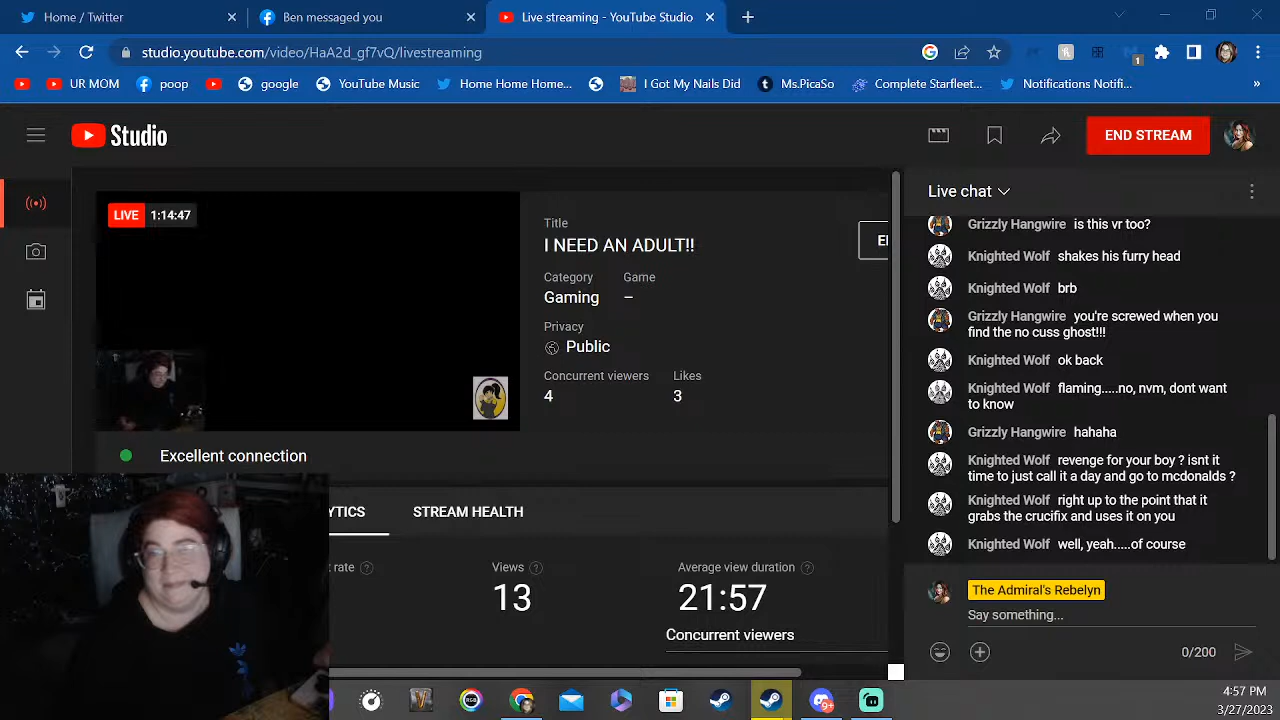 Home / Twitter
Ben messaged you
Live streaming - YouTube Studio
studio.youtube.com/video/HaA2d_gf7vQ/livestreaming
1
UR MOM
poop
google
YouTube Music
Home Home Home...
I Got My Nails Did
Ms.PicaSo
Complete Starfleet...
Notifications Notifi...
»
Studio
END STREAM
LIVE 1:14:47
Title
I NEED AN ADULT!!
Category Game
Gaming –
Privacy
Public
Concurrent viewers Likes
4 3
Excellent connection
YTICS
STREAM HEALTH
t rate
Views
Average view duration
13
21:57
Concurrent viewers
Live chat
Grizzly Hangwire is this vr too?
Knighted Wolf shakes his furry head
Knighted Wolf brb
Grizzly Hangwire you're screwed when you
find the no cuss ghost!!!
Knighted Wolf ok back
Knighted Wolf flaming.....no, nvm, dont want
to know
Grizzly Hangwire hahaha
Knighted Wolf revenge for your boy ? isnt it
time to just call it a day and go to mcdonalds ?
Knighted Wolf right up to the point that it
grabs the crucifix and uses it on you
Knighted Wolf well, yeah.....of course
The Admiral's Rebelyn
Say something...
0/200
4:57 PM
3/27/2023